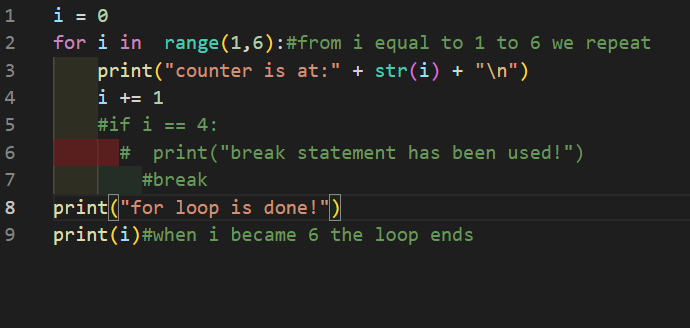 1 i = 0
2 for i in  range(1,6):#from i equal to 1 to 6 we repeat
3     print("counter is at:" + str(i) + "\n")
4     i += 1
5     #if i == 4:
6       #  print("break statement has been used!")
7         #break
8 print("for loop is done!")
9 print(i)#when i became 6 the loop ends